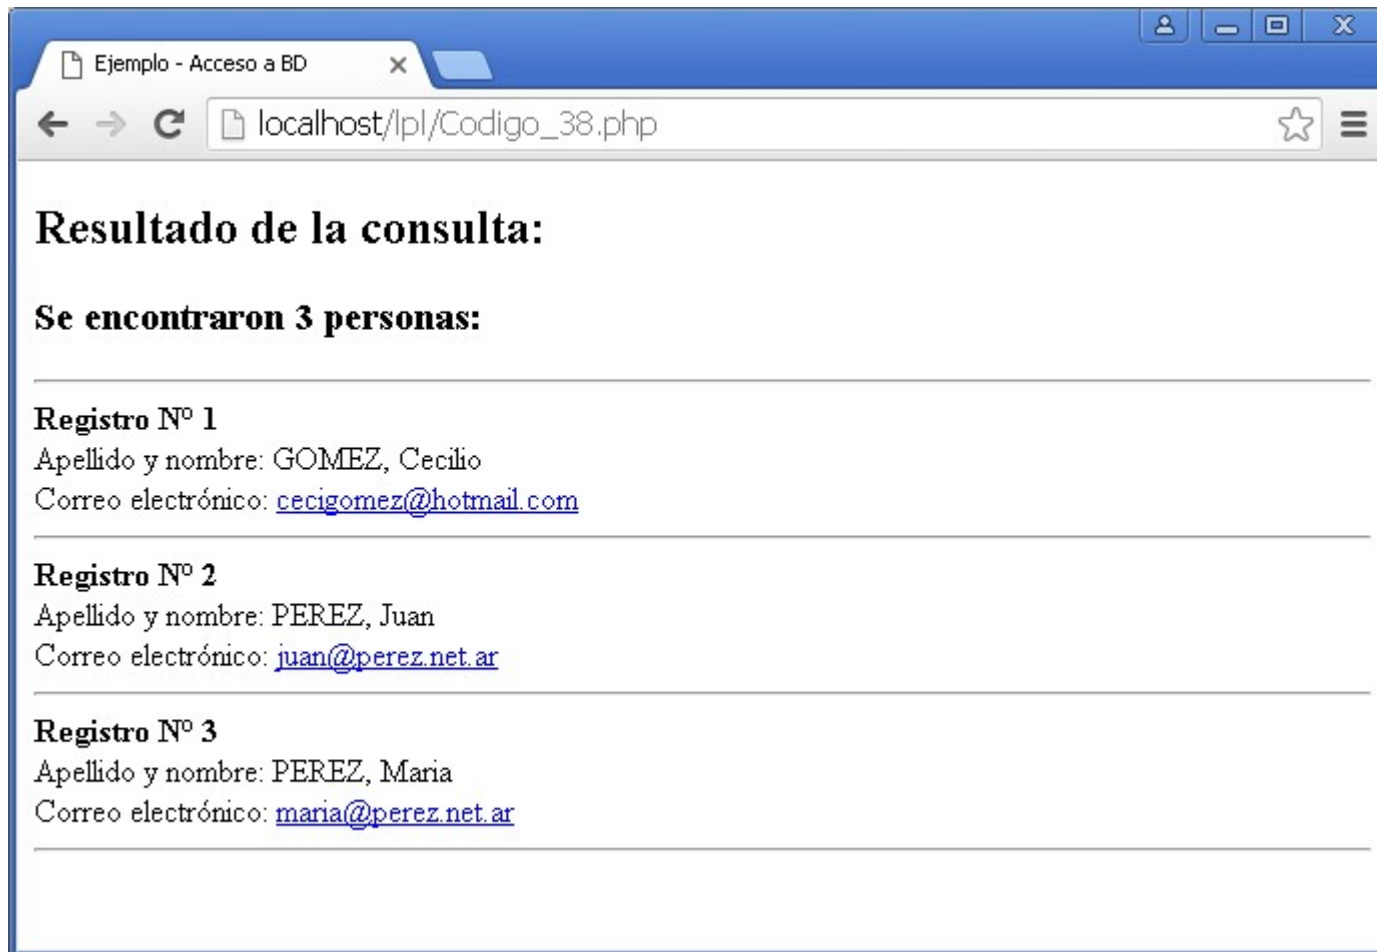 Ejemplo - Acceso a BD
localhost/lpl/Codigo_38.php
Resultado de la consulta:
Se encontraron 3 personas:
Registro Nº 1
Apellido y nombre: GOMEZ, Cecilio
Correo electrónico: cecigomez@hotmail.com
Registro Nº 2
Apellido y nombre: PEREZ, Juan
Correo electrónico: juan@perez.net.ar
Registro Nº 3
Apellido y nombre: PEREZ, Maria
Correo electrónico: maria@perez.net.ar